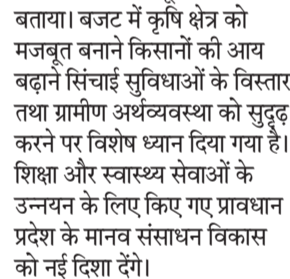 बताया। बजट में कृषि क्षेत्र को
मजबूत बनाने किसानों की आय
बढ़ाने सिंचाई सुविधाओं के विस्तार
तथा ग्रामीण अर्थव्यवस्था को सुदृढ़
करने पर विशेष ध्यान दिया गया है।
शिक्षा और स्वास्थ्य सेवाओं के
उन्नयन के लिए किए गए प्रावधान
प्रदेश के मानव संसाधन विकास
को नई दिशा देंगे।